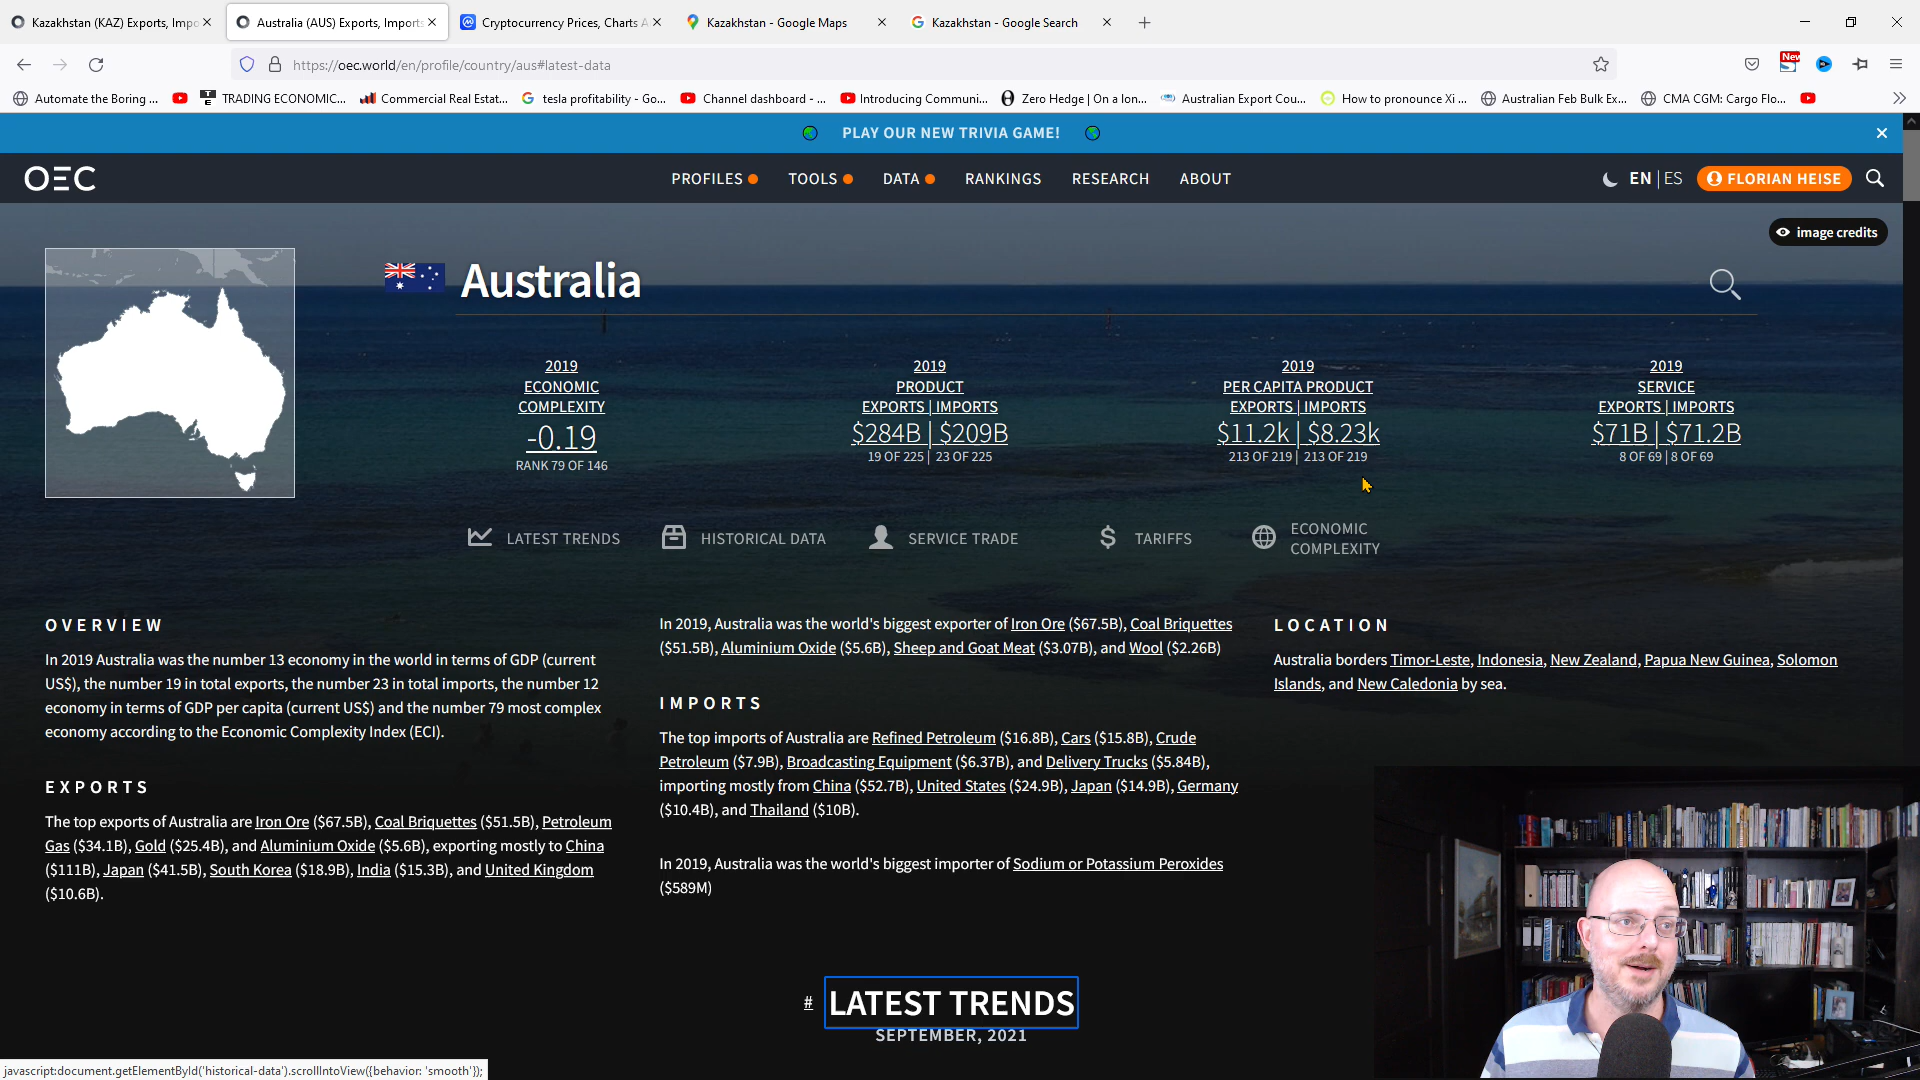 Kazakhstan (KAZ) Exports, Impo
Australia (AUS) Exports, Imports
Cryptocurrency Prices, Charts A
Kazakhstan - Google Maps
Kazakhstan - Google Search
https://oec.world/en/profile/country/aus#latest-data
New
Automate the Boring ...
TRADING ECONOMIC...
Commercial Real Estat...
tesla profitability - Go...
Channel dashboard - ...
Introducing Communi...
Zero Hedge | On a lon...
Australian Export Cou...
How to pronounce Xi ...
Australian Feb Bulk Ex...
CMA CGM: Cargo Flo...
PLAY OUR NEW TRIVIA GAME!
OEC
PROFILES
TOOLS
DATA
RANKINGS
RESEARCH
ABOUT
EN | ES
FLORIAN HEISE
image credits
Australia
2019
ECONOMIC
COMPLEXITY
-0.19
RANK 79 OF 146
2019
PRODUCT
EXPORTS | IMPORTS
$284B | $209B
19 OF 225 | 23 OF 225
2019
PER CAPITA PRODUCT
EXPORTS | IMPORTS
$11.2k | $8.23k
213 OF 219 | 213 OF 219
2019
SERVICE
EXPORTS | IMPORTS
$71B | $71.2B
8 OF 69 | 8 OF 69
LATEST TRENDS
HISTORICAL DATA
SERVICE TRADE
TARIFFS
ECONOMIC
COMPLEXITY
OVERVIEW
In 2019 Australia was the number 13 economy in the world in terms of GDP (current
US$), the number 19 in total exports, the number 23 in total imports, the number 12
economy in terms of GDP per capita (current US$) and the number 79 most complex
economy according to the Economic Complexity Index (ECI).
EXPORTS
The top exports of Australia are Iron Ore ($67.5B), Coal Briquettes ($51.5B), Petroleum
Gas ($34.1B), Gold ($25.4B), and Aluminium Oxide ($5.6B), exporting mostly to China
($111B), Japan ($41.5B), South Korea ($18.9B), India ($15.3B), and United Kingdom
($10.6B).
In 2019, Australia was the world's biggest exporter of Iron Ore ($67.5B), Coal Briquettes
($51.5B), Aluminium Oxide ($5.6B), Sheep and Goat Meat ($3.07B), and Wool ($2.26B)
IMPORTS
The top imports of Australia are Refined Petroleum ($16.8B), Cars ($15.8B), Crude
Petroleum ($7.9B), Broadcasting Equipment ($6.37B), and Delivery Trucks ($5.84B),
importing mostly from China ($52.7B), United States ($24.9B), Japan ($14.9B), Germany
($10.4B), and Thailand ($10B).
In 2019, Australia was the world's biggest importer of Sodium or Potassium Peroxides
($589M)
LOCATION
Australia borders Timor-Leste, Indonesia, New Zealand, Papua New Guinea, Solomon
Islands, and New Caledonia by sea.
# LATEST TRENDS
SEPTEMBER, 2021
javascript:document.getElementById('historical-data').scrollIntoView({behavior: 'smooth'});